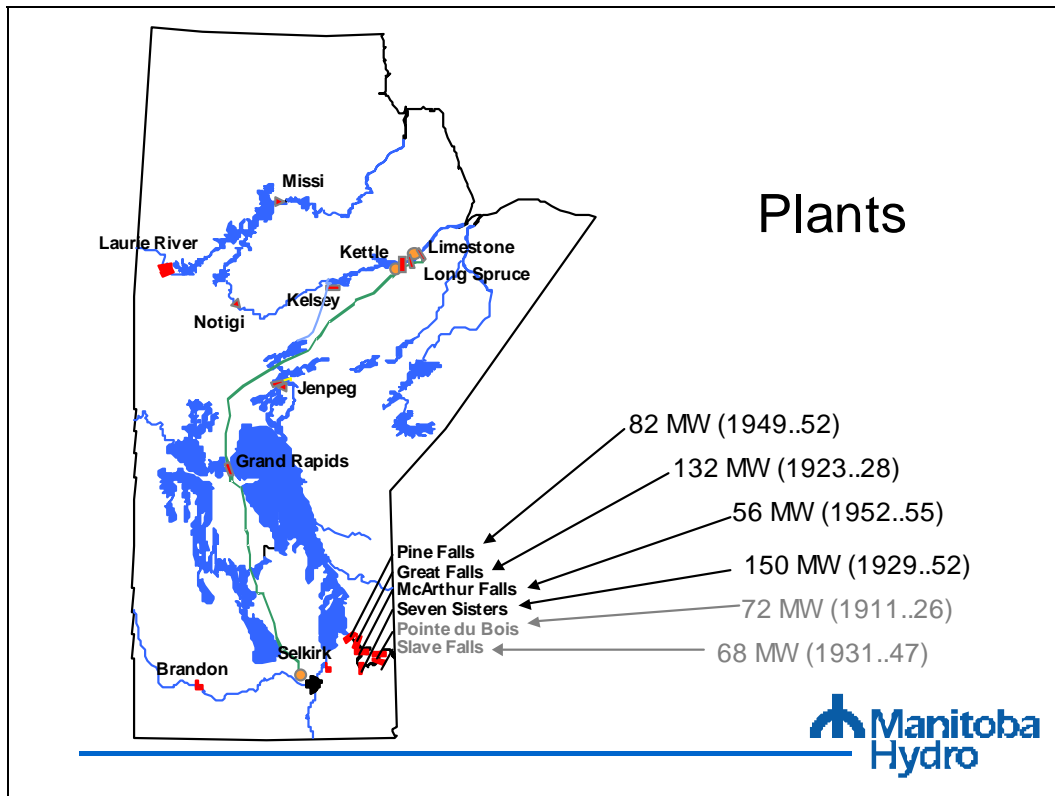 Plants
Missi
Laurie River
Limestone
Kettle
Long Spruce
Kelsey
Notigi
Jenpeg
82 MW (1949..52)
Grand Rapids
132 MW (1923..28)
56 MW (1952..55)
Pine Falls
Great Falls
150 MW (1929..52)
McArthur Falls
Seven Sisters
72 MW (1911..26)
Pointe du Bois
Slave Falls
68 MW (1931..47)
Selkirk
Brandon
Manitoba
Hydro